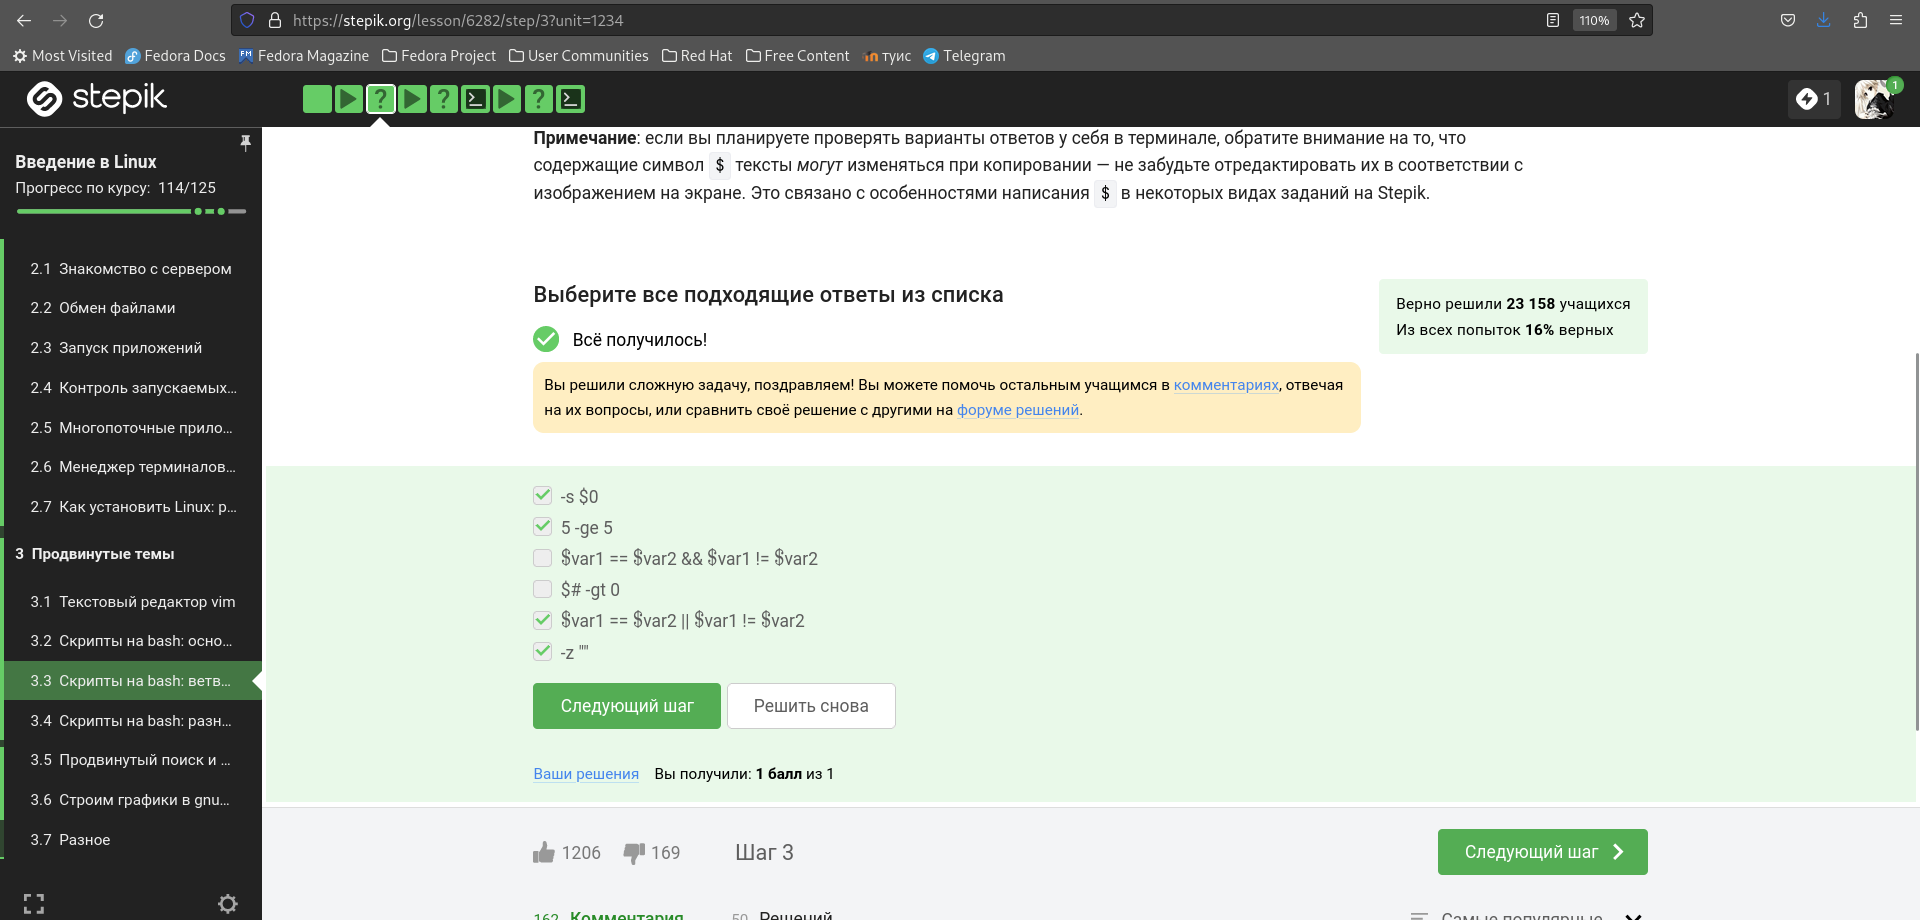 https://stepik.org/lesson/6282/step/3?unit=1234
110%
Most Visited
Fedora Docs
FM Fedora Magazine
Fedora Project
User Communities
Red Hat
Free Content
туис
Telegram
stepik
1
1
Введение в Linux
Прогресс по курсу: 114/125
2.1 Знакомство с сервером
2.2 Обмен файлами
2.3 Запуск приложений
2.4 Контроль запускаемых...
2.5 Многопоточные прило...
2.6 Менеджер терминалов...
2.7 Как установить Linux: р...
3 Продвинутые темы
3.1 Текстовый редактор vim
3.2 Скрипты на bash: осно...
3.3 Скрипты на bash: ветв...
3.4 Скрипты на bash: разн...
3.5 Продвинутый поиск и ...
3.6 Строим графики в gnu...
3.7 Разное
Примечание: если вы планируете проверять варианты ответов у себя в терминале, обратите внимание на то, что
содержащие символ $ тексты могут изменяться при копировании — не забудьте отредактировать их в соответствии с
изображением на экране. Это связано с особенностями написания $ в некоторых видах заданий на Stepik.
Выберите все подходящие ответы из списка
Верно решили 23 158 учащихся
Из всех попыток 16% верных
Всё получилось!
Вы решили сложную задачу, поздравляем! Вы можете помочь остальным учащимся в комментариях, отвечая
на их вопросы, или сравнить своё решение с другими на форуме решений.
-s $0
5 -ge 5
$var1 == $var2 && $var1 != $var2
$# -gt 0
$var1 == $var2 || $var1 != $var2
-z ""
Следующий шаг
Решить снова
Ваши решения Вы получили: 1 балл из 1
1206
169
Шаг 3
Следующий шаг
162 Комментария
50 Решений
Самые популярные